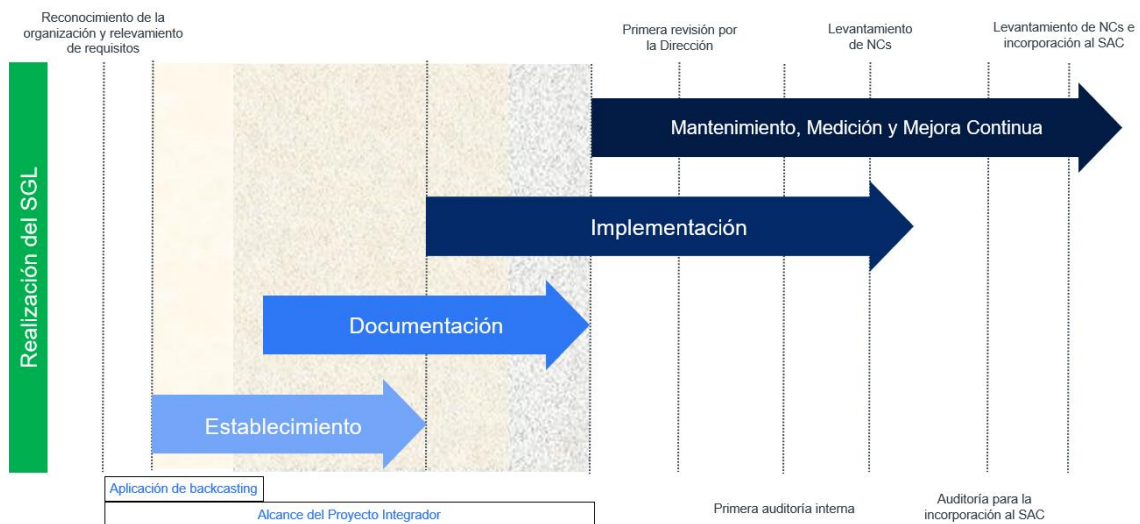 Reconocimiento de la
organización y relevamiento
de requisitos
Primera revisión por
la Dirección
Levantamiento
de NCs
Levantamiento de NCs e
incorporación al SAC
Realización del SGL
Mantenimiento, Medición y Mejora Continua
Implementación
Documentación
Establecimiento
Aplicación de backcasting
Alcance del Proyecto Integrador
Primera auditoría interna
Auditoría para la
incorporación al SAC